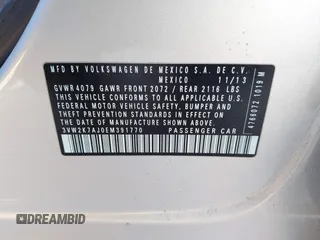 MFD BY VOLKSWAGEN DE MEXICO S.A. DE C.V.
MEXICO 11/13
GVWR 4079 GAWR FRONT 2072 / REAR 2116 LBS
THIS VEHICLE CONFORMS TO ALL APPLICABLE U.S.
FEDERAL MOTOR VEHICLE SAFETY, BUMPER, AND
THEFT PREVENTION STANDARDS IN EFFECT ON THE
DATE OF MANUFACTURE SHOWN ABOVE.
3VW2K7AJ0EM391770 PASSENGER CAR
4766072 1019 M
DREAMBID